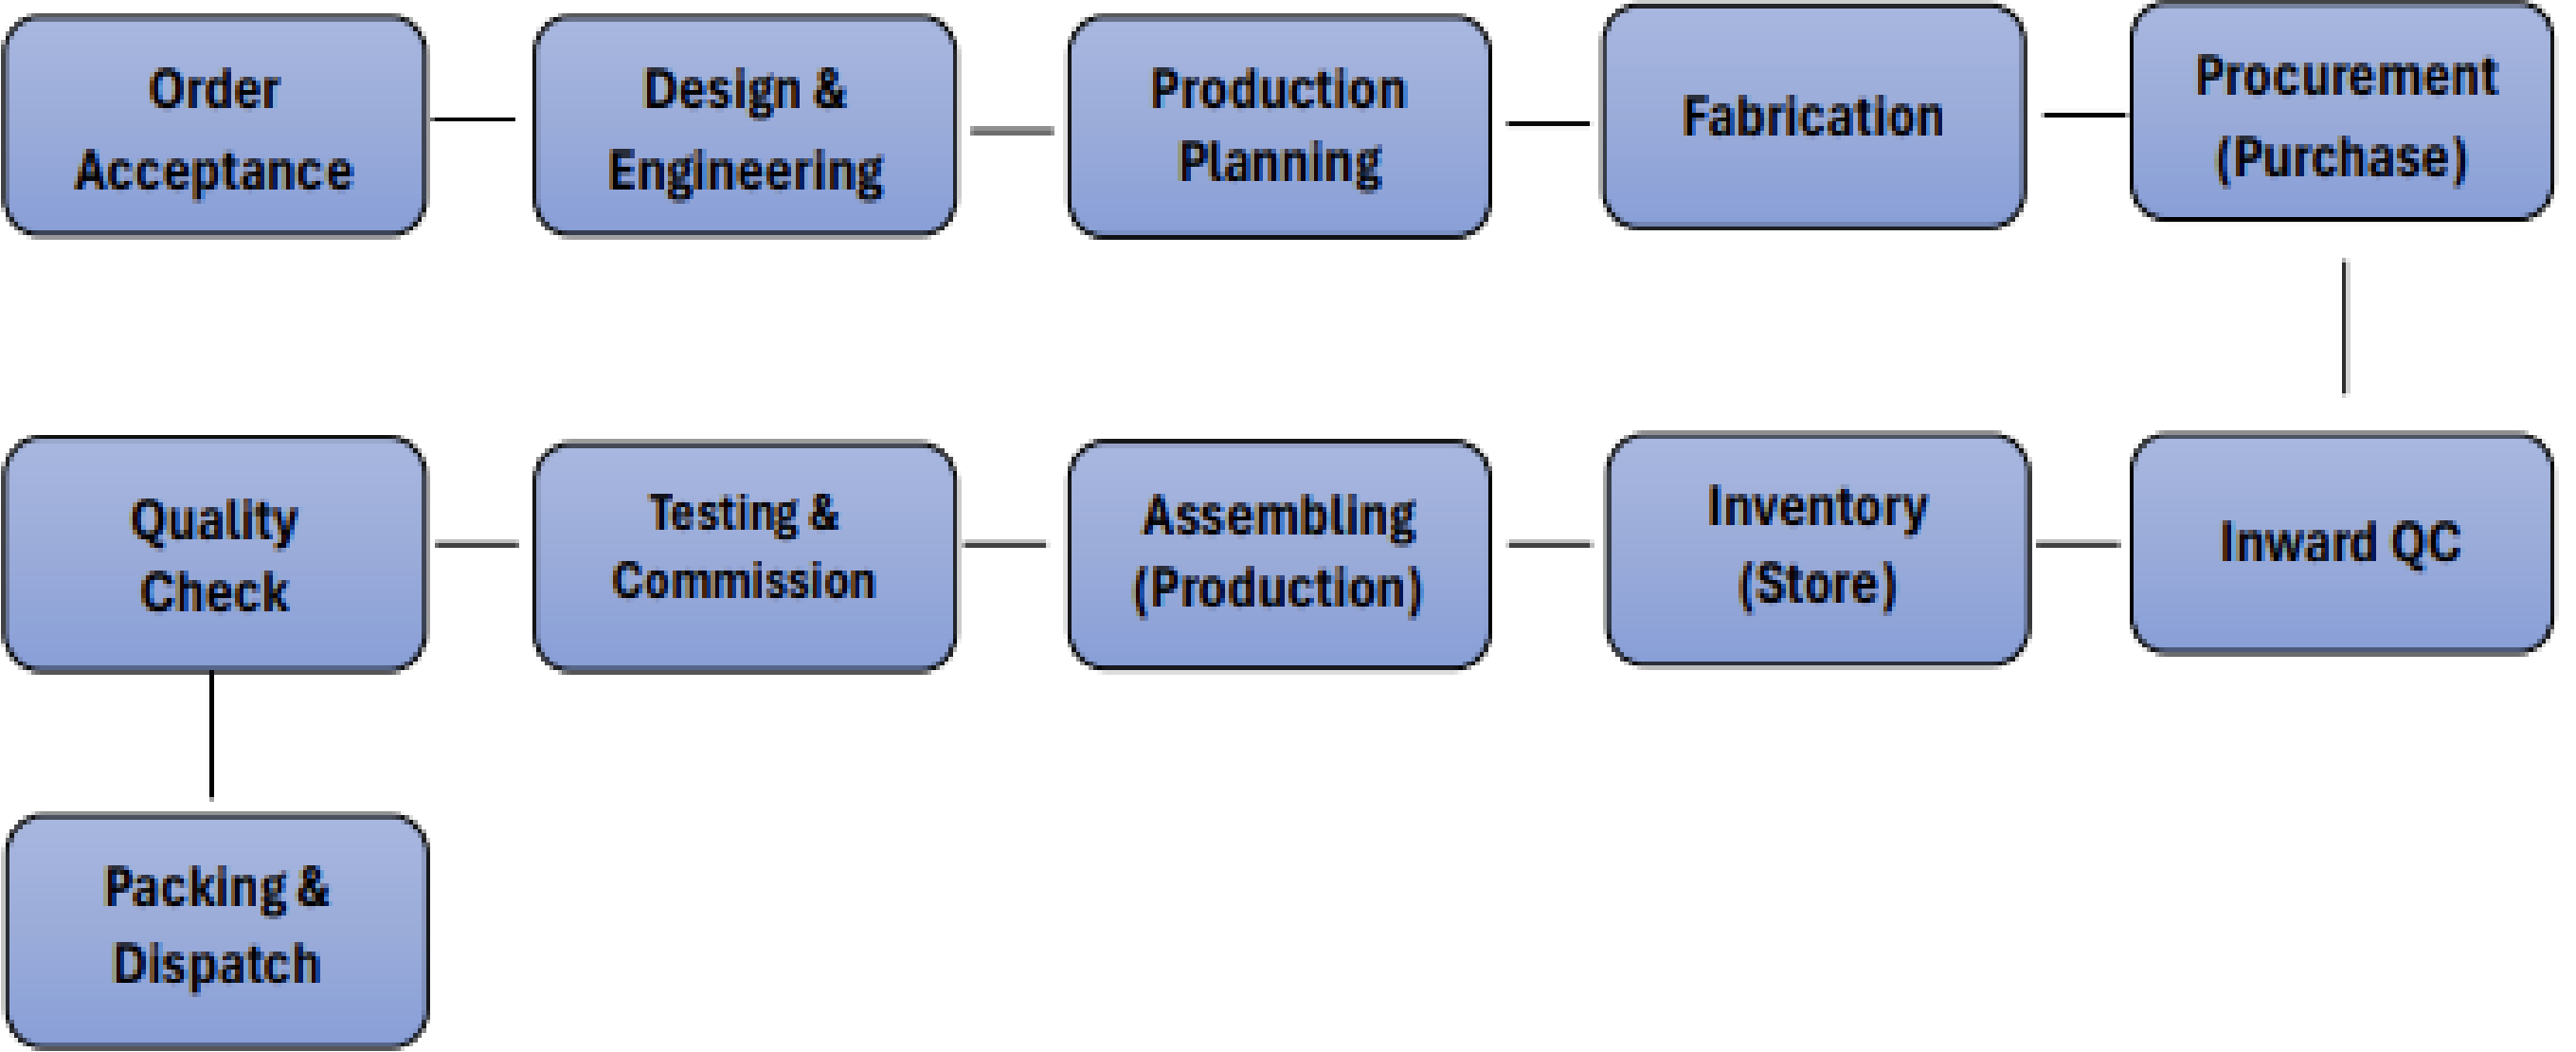 Order
Acceptance
Design &
Engineering
Production
Planning
Fabrication
Procurement
(Purchase)
Inward QC
Inventory
(Store)
Assembling
(Production)
Testing &
Commission
Quality
Check
Packing &
Dispatch